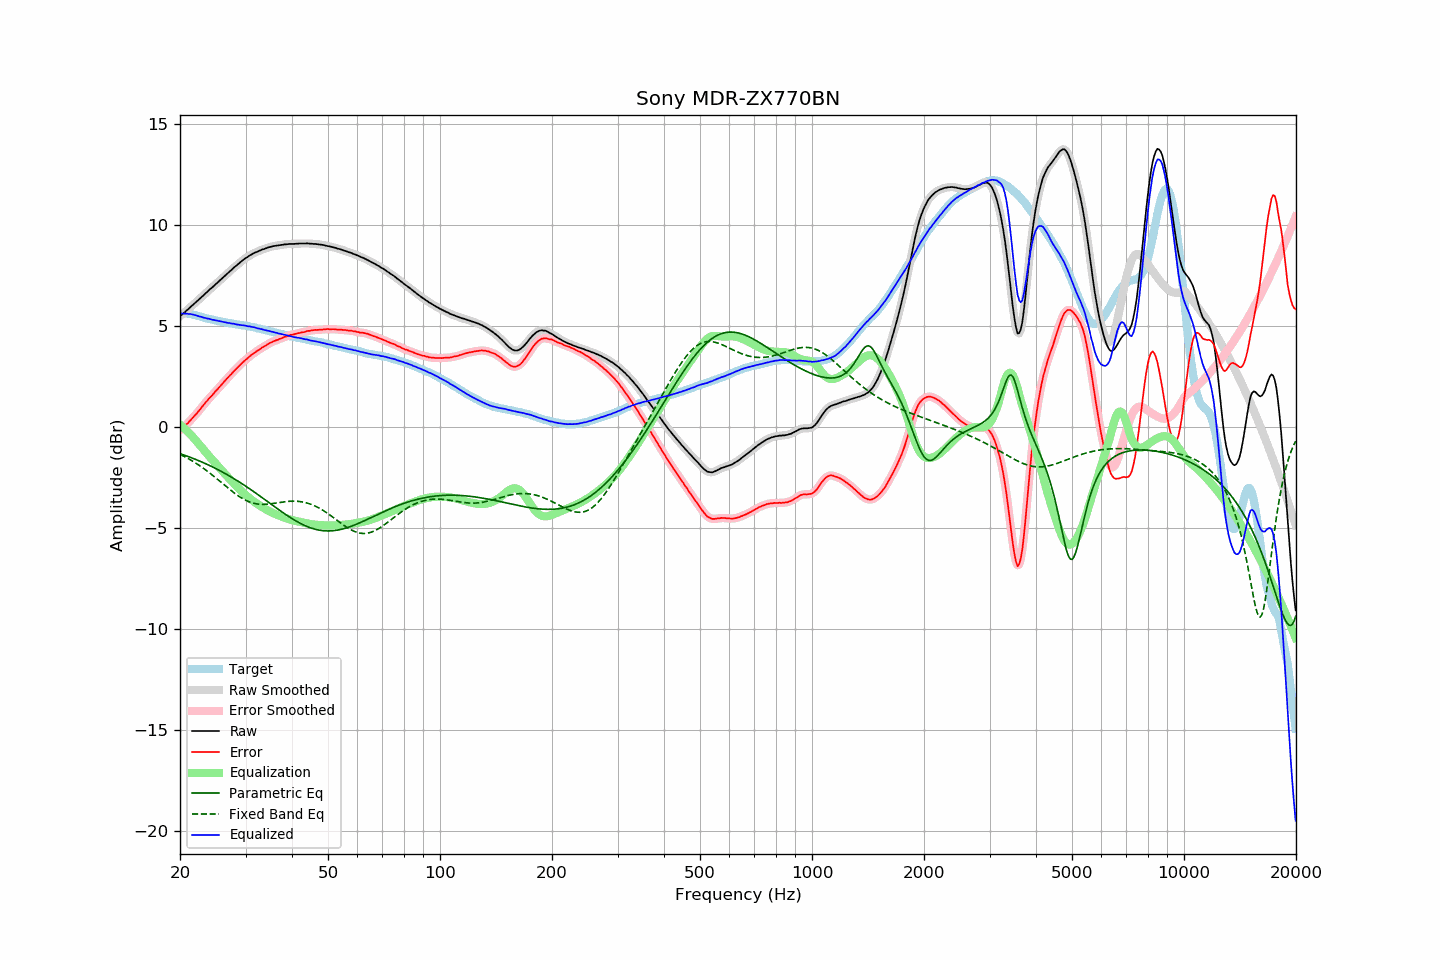 Sony MDR-ZX770BN
15
10
5
0
−5
−10
−15
−20
Amplitude (dBr)
Target
Raw Smoothed
Error Smoothed
Raw
Error
Equalization
Parametric Eq
Fixed Band Eq
Equalized
20 50 100 200 500 1000 2000 5000 10000 20000
Frequency (Hz)